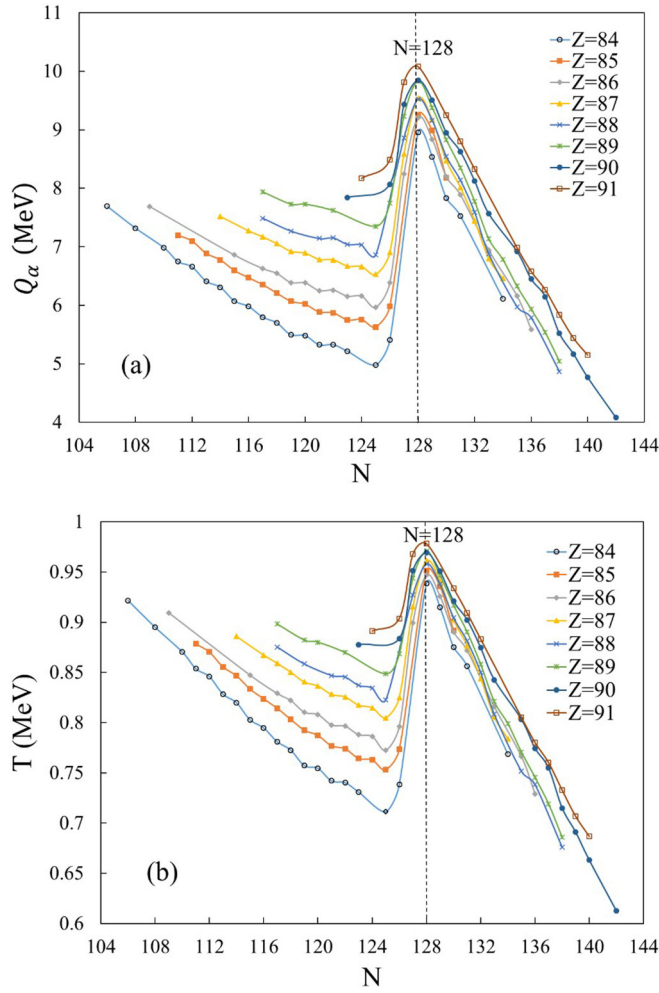 11
10
9
8
7
6
5
4
Qα (MeV)
N=128
Z=84
Z=85
Z=86
Z=87
Z=88
Z=89
Z=90
Z=91
(a)
104 108 112 116 120 124 128 132 136 140 144
N
1
0.95
0.9
0.85
0.8
0.75
0.7
0.65
0.6
T (MeV)
N=128
Z=84
Z=85
Z=86
Z=87
Z=88
Z=89
Z=90
Z=91
(b)
104 108 112 116 120 124 128 132 136 140 144
N